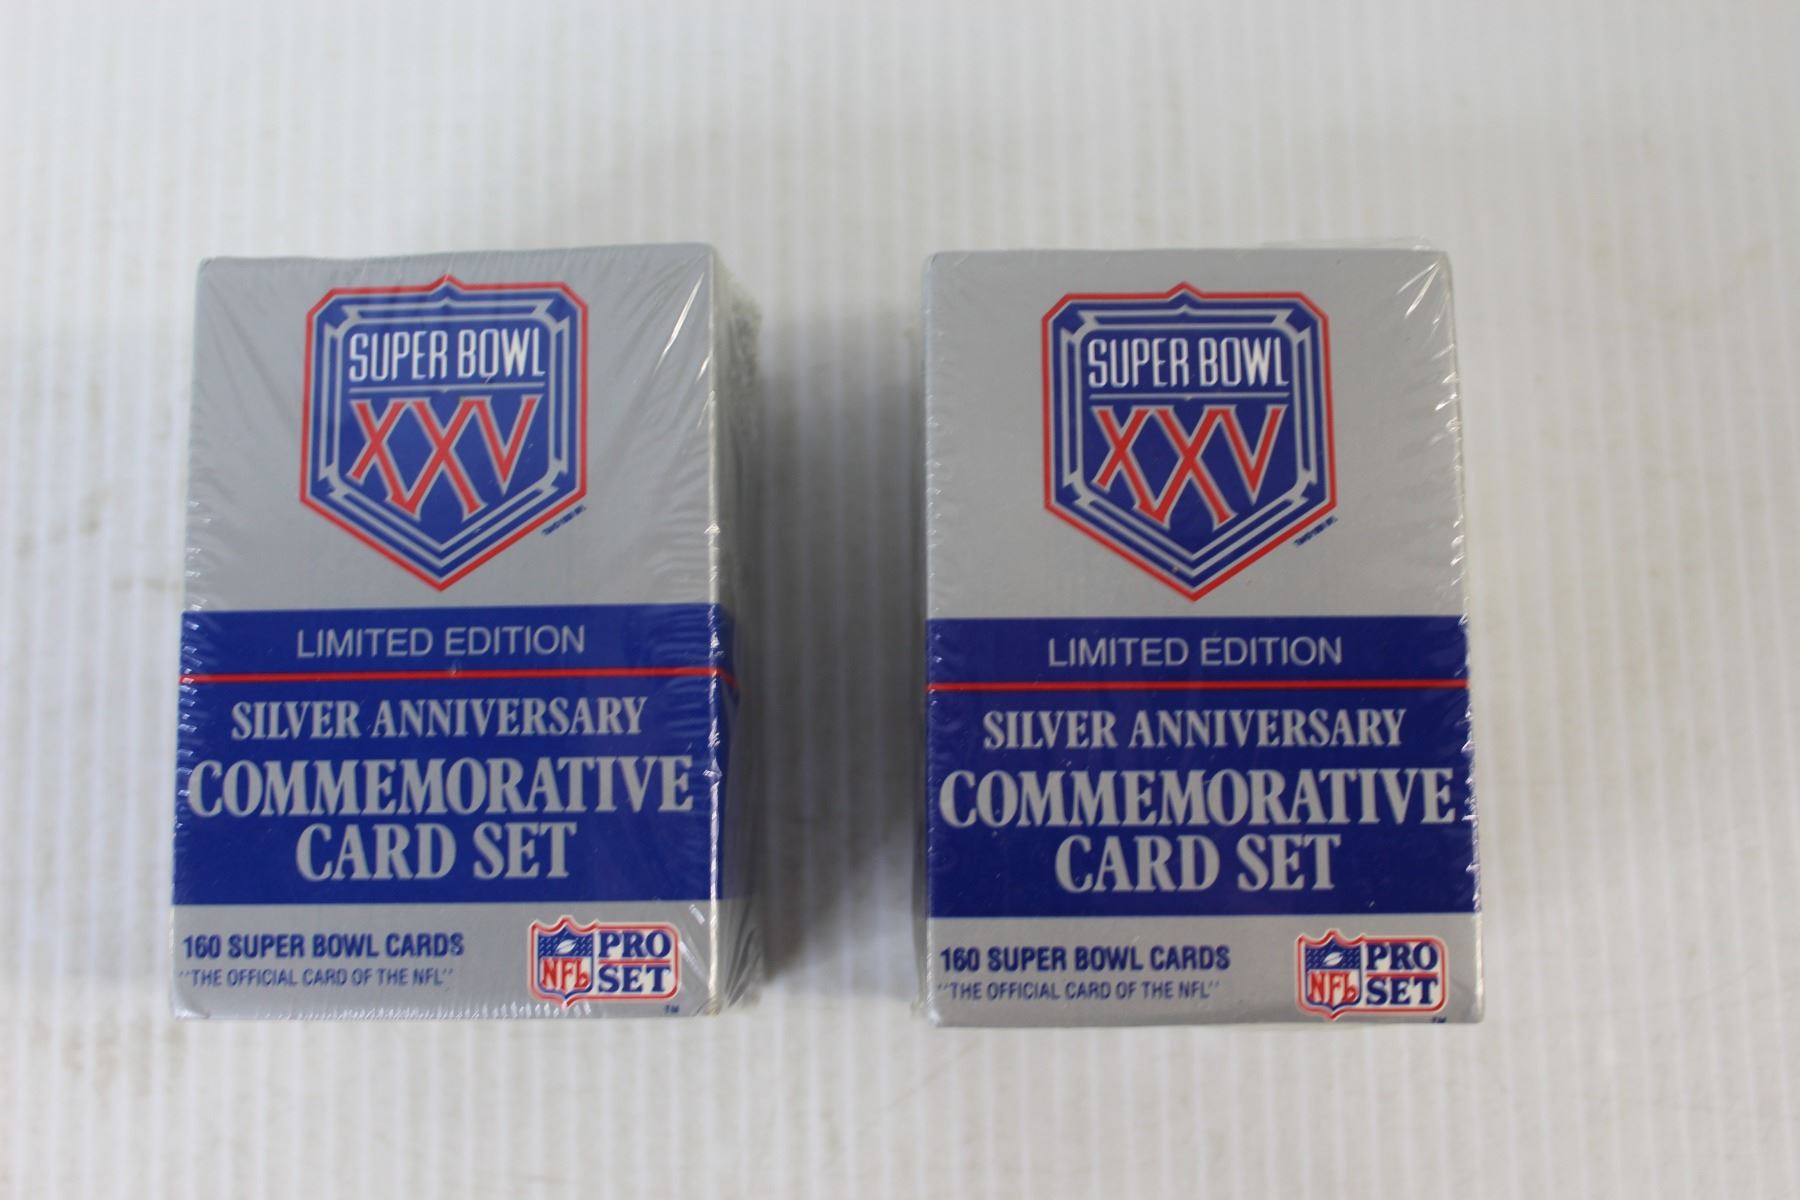 SUPER BOWL
XXV
LIMITED EDITION
SILVER ANNIVERSARY
COMMEMORATIVE
CARD SET
160 SUPER BOWL CARDS
"THE OFFICIAL CARD OF THE NFL"
NFL
PRO
SET
TM
SUPER BOWL
XXV
LIMITED EDITION
SILVER ANNIVERSARY
COMMEMORATIVE
CARD SET
160 SUPER BOWL CARDS
"THE OFFICIAL CARD OF THE NFL"
NFL
PRO
SET
TM